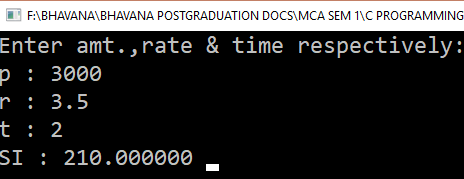 F:\BHAVANA\BHAVANA POSTGRADUATION DOCS\MCA SEM 1\C PROGRAMMING
Enter amt.,rate & time respectively:
p : 3000
r : 3.5
t : 2
SI : 210.000000